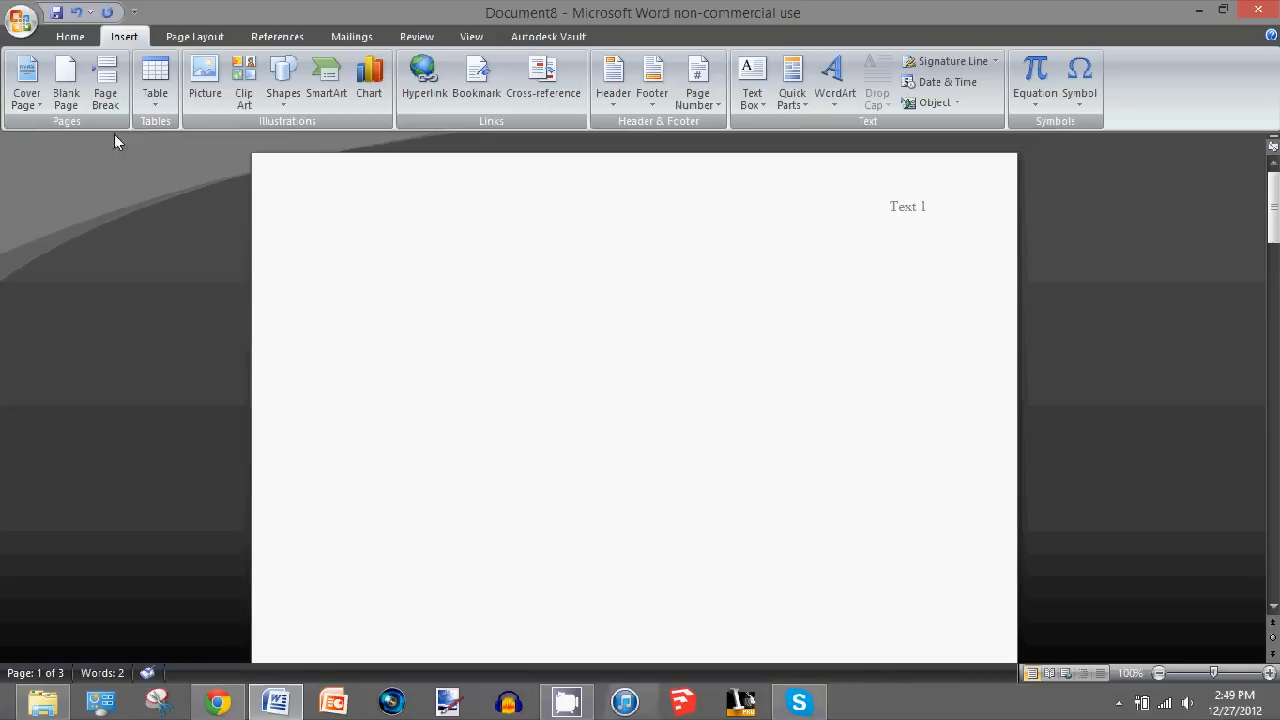 Document8 - Microsoft Word non-commercial use
Home Insert Page Layout References Mailings Review View Autodesk Vault
Cover Page Blank Page Page Break Table Picture Clip Art Shapes SmartArt Chart Hyperlink Bookmark Cross-reference Header Footer Page Number Text Box Quick Parts WordArt Drop Cap Signature Line Date & Time Object Equation Symbol
Pages Tables Illustrations Links Header & Footer Text Symbols
Text 1
Page: 1 of 3 Words: 2 100%
2:49 PM
12/27/2012